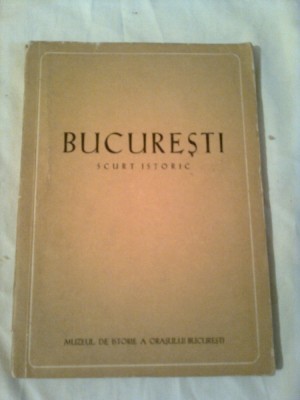 BUCUREȘTI
SCURT ISTORIC
MUZEUL DE ISTORIE A ORAȘULUI BUCUREȘTI